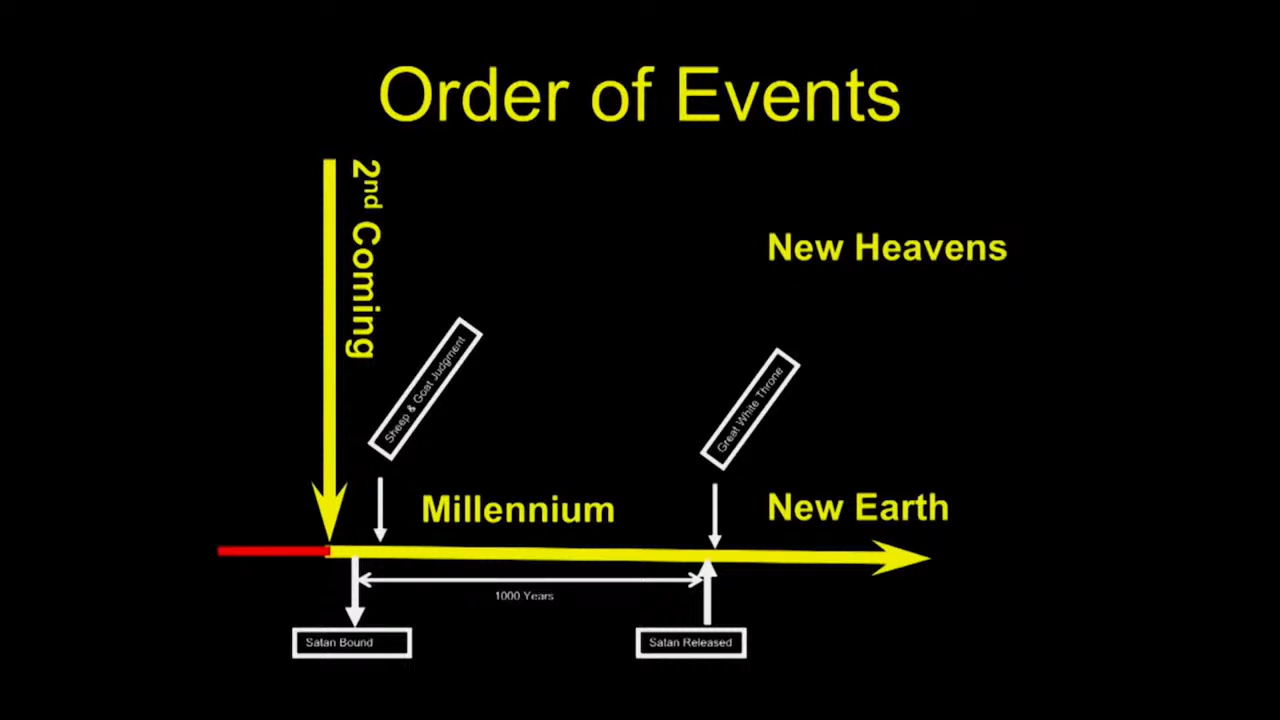 Order of Events
2nd Coming
New Heavens
Sheep & Goat Judgment
Great White Throne
Millennium
New Earth
1000 Years
Satan Bound
Satan Released